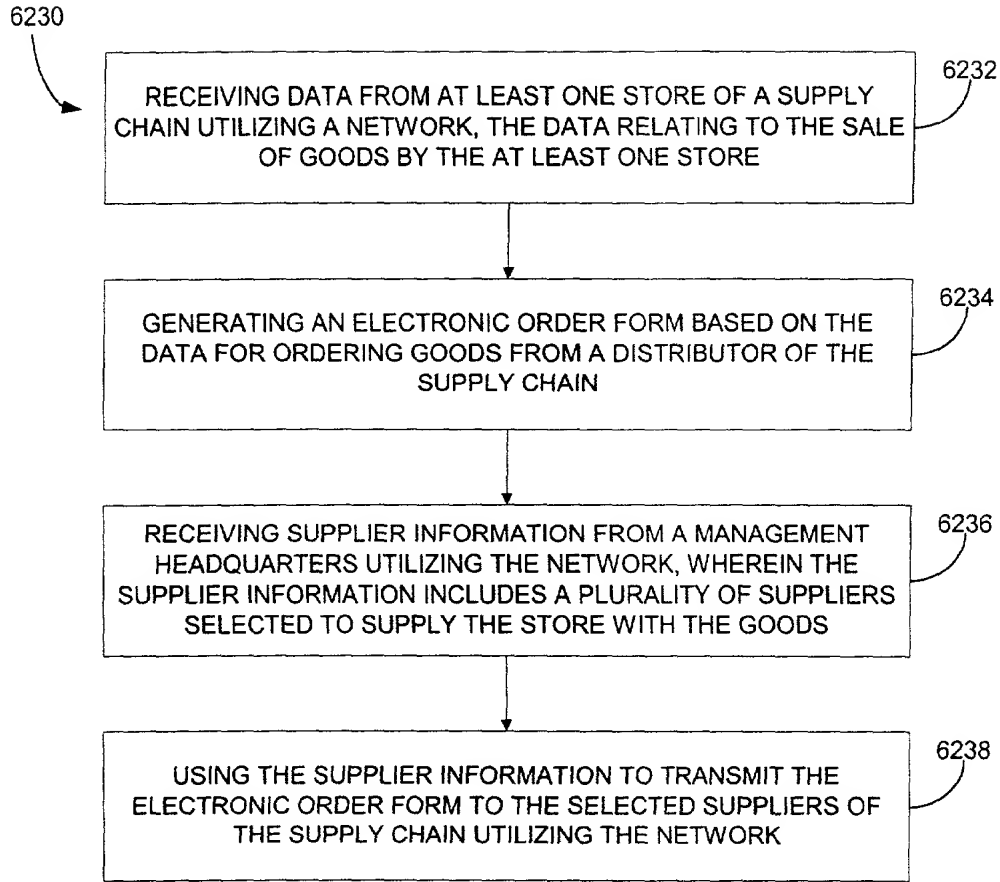 6230
6232
RECEIVING DATA FROM AT LEAST ONE STORE OF A SUPPLY
CHAIN UTILIZING A NETWORK, THE DATA RELATING TO THE SALE
OF GOODS BY THE AT LEAST ONE STORE
6234
GENERATING AN ELECTRONIC ORDER FORM BASED ON THE
DATA FOR ORDERING GOODS FROM A DISTRIBUTOR OF THE
SUPPLY CHAIN
6236
RECEIVING SUPPLIER INFORMATION FROM A MANAGEMENT
HEADQUARTERS UTILIZING THE NETWORK, WHEREIN THE
SUPPLIER INFORMATION INCLUDES A PLURALITY OF SUPPLIERS
SELECTED TO SUPPLY THE STORE WITH THE GOODS
6238
USING THE SUPPLIER INFORMATION TO TRANSMIT THE
ELECTRONIC ORDER FORM TO THE SELECTED SUPPLIERS OF
THE SUPPLY CHAIN UTILIZING THE NETWORK